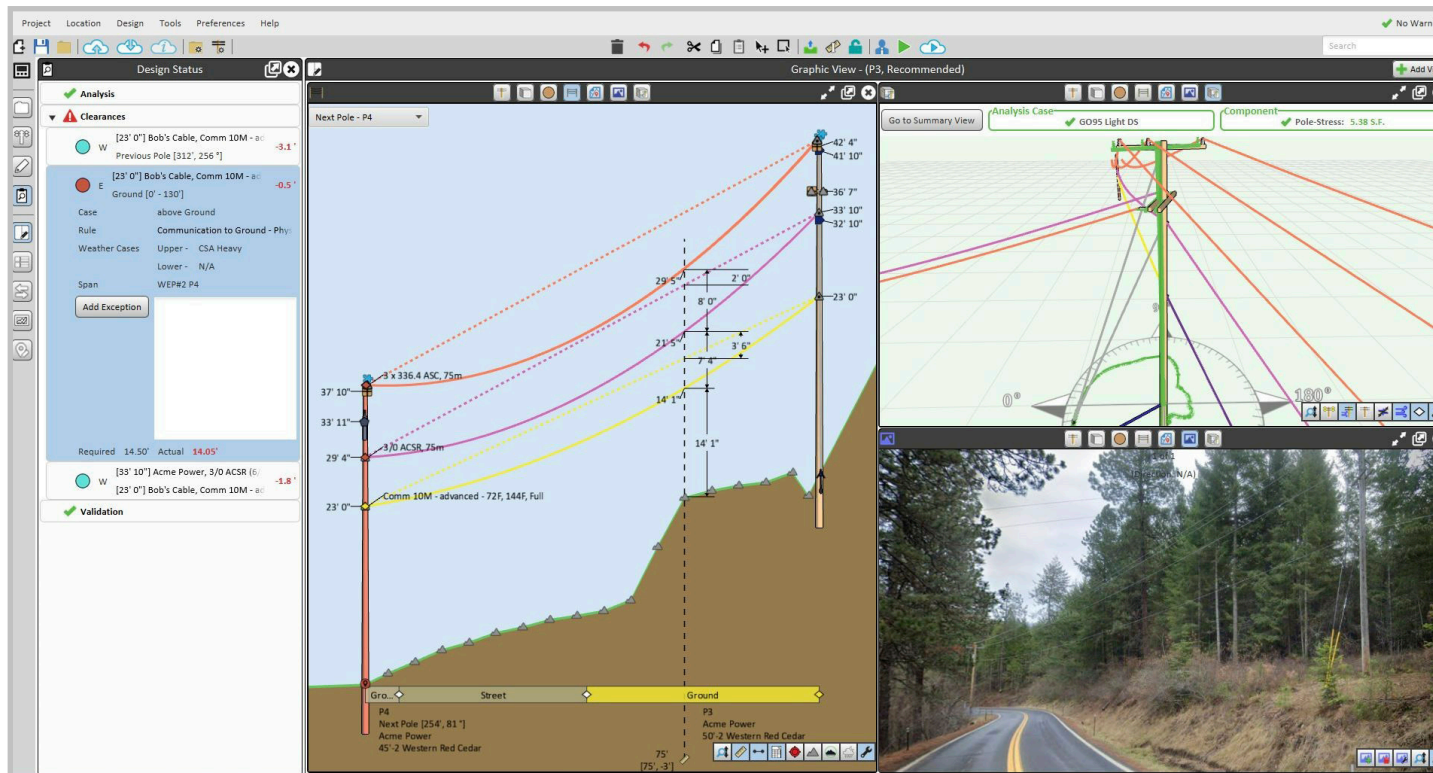 Project Location Design Tools Preferences Help
No Warn
Search
Design Status
Graphic View - (P3, Recommended)
Add V
Analysis
Clearances
[23' 0"] Bob's Cable, Comm 10M - ad
W
-3.1 '
Previous Pole [312', 256 °]
[23' 0"] Bob's Cable, Comm 10M - ad
E
-0.5 '
Ground [0' - 130']
Case above Ground
Rule Communication to Ground - Phy
Weather Cases Upper - CSA Heavy
Lower - N/A
Span WEP#2 P4
Add Exception
Required 14.50' Actual 14.05'
[33' 10"] Acme Power, 3/0 ACSR (6/
W
-1.8 '
[23' 0"] Bob's Cable, Comm 10M - ad
Validation
Next Pole - P4
42' 4"
41' 10"
36' 7"
33' 10"
32' 10"
29' 5"
2' 0"
8' 0"
23' 0"
21' 5"
3' 6"
7' 4"
3 x 336.4 ASC, 75m
37' 10"
14' 1"
33' 11"
14' 1"
3/0 ACSR, 75m
29' 4"
Comm 10M - advanced - 72F, 144F, Full
23' 0"
Gro... Street Ground
P4
Next Pole [254', 81 °]
Acme Power
45'-2 Western Red Cedar
P3
Acme Power
50'-2 Western Red Cedar
75'
[75', -3']
Go to Summary View
Analysis Case
GO95 Light DS
Component
Pole-Stress: 5.38 S.F.
9
0°
180°
N/A)